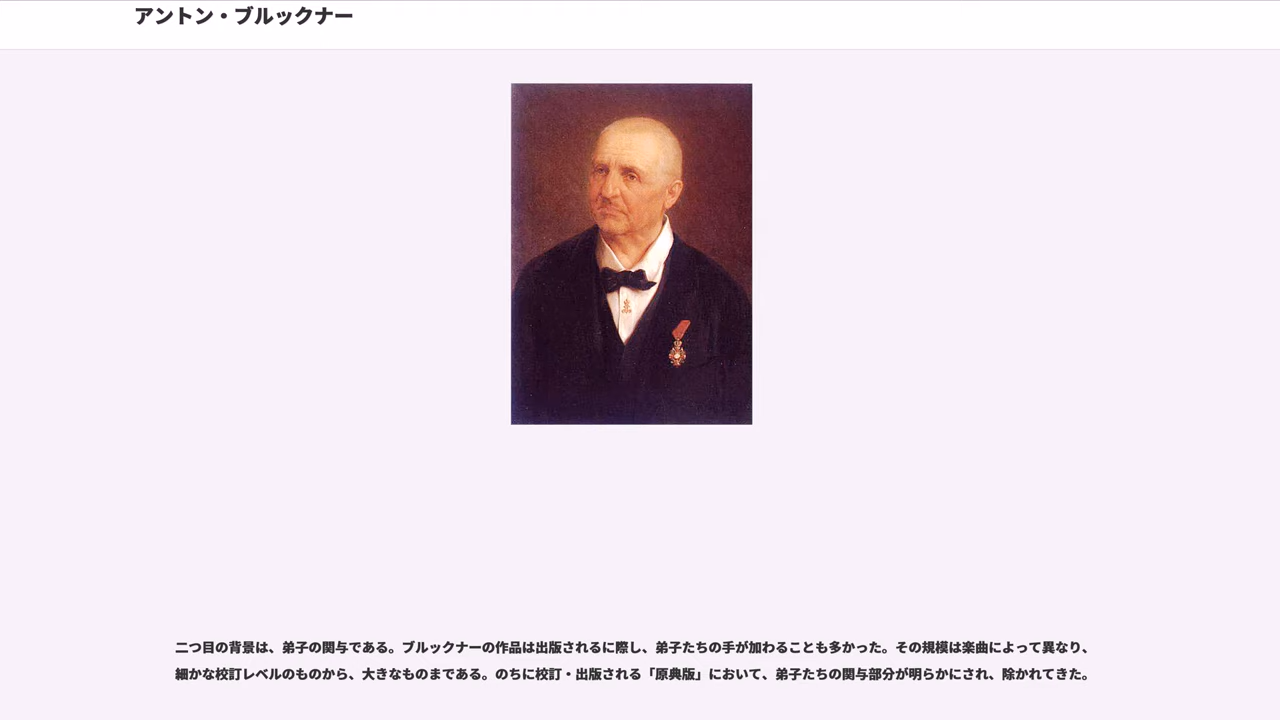 アントン・ブルックナー
二つ目の背景は、弟子の関与である。ブルックナーの作品は出版されるに際し、弟子たちの手が加わることも多かった。その規模は楽曲によって異なり、
細かな校訂レベルのものから、大きなものまである。のちに校訂・出版される「原典版」において、弟子たちの関与部分が明らかにされ、除かれてきた。